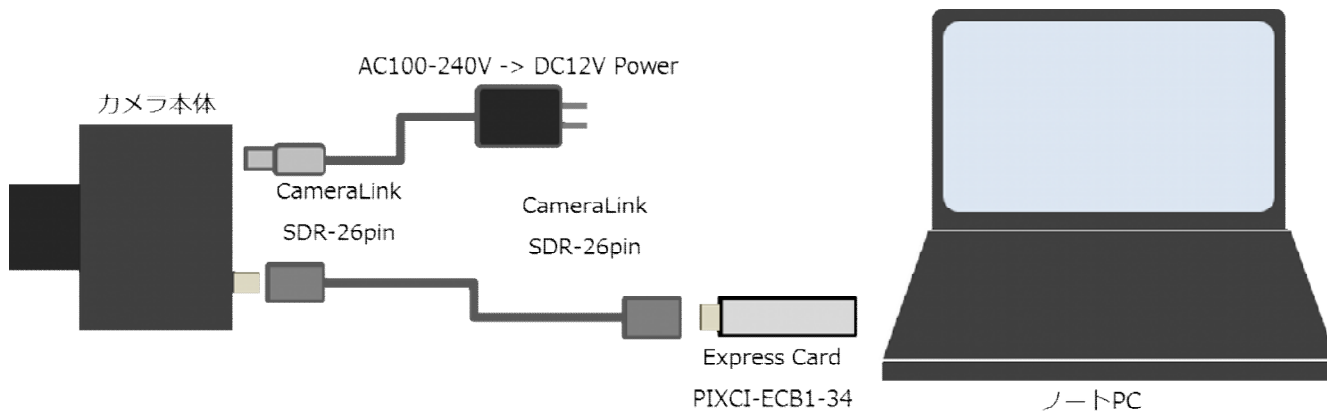 AC100-240V -> DC12V Power
カメラ本体
CameraLink
SDR-26pin
CameraLink
SDR-26pin
Express Card
PIXCI-ECB1-34
ノートPC